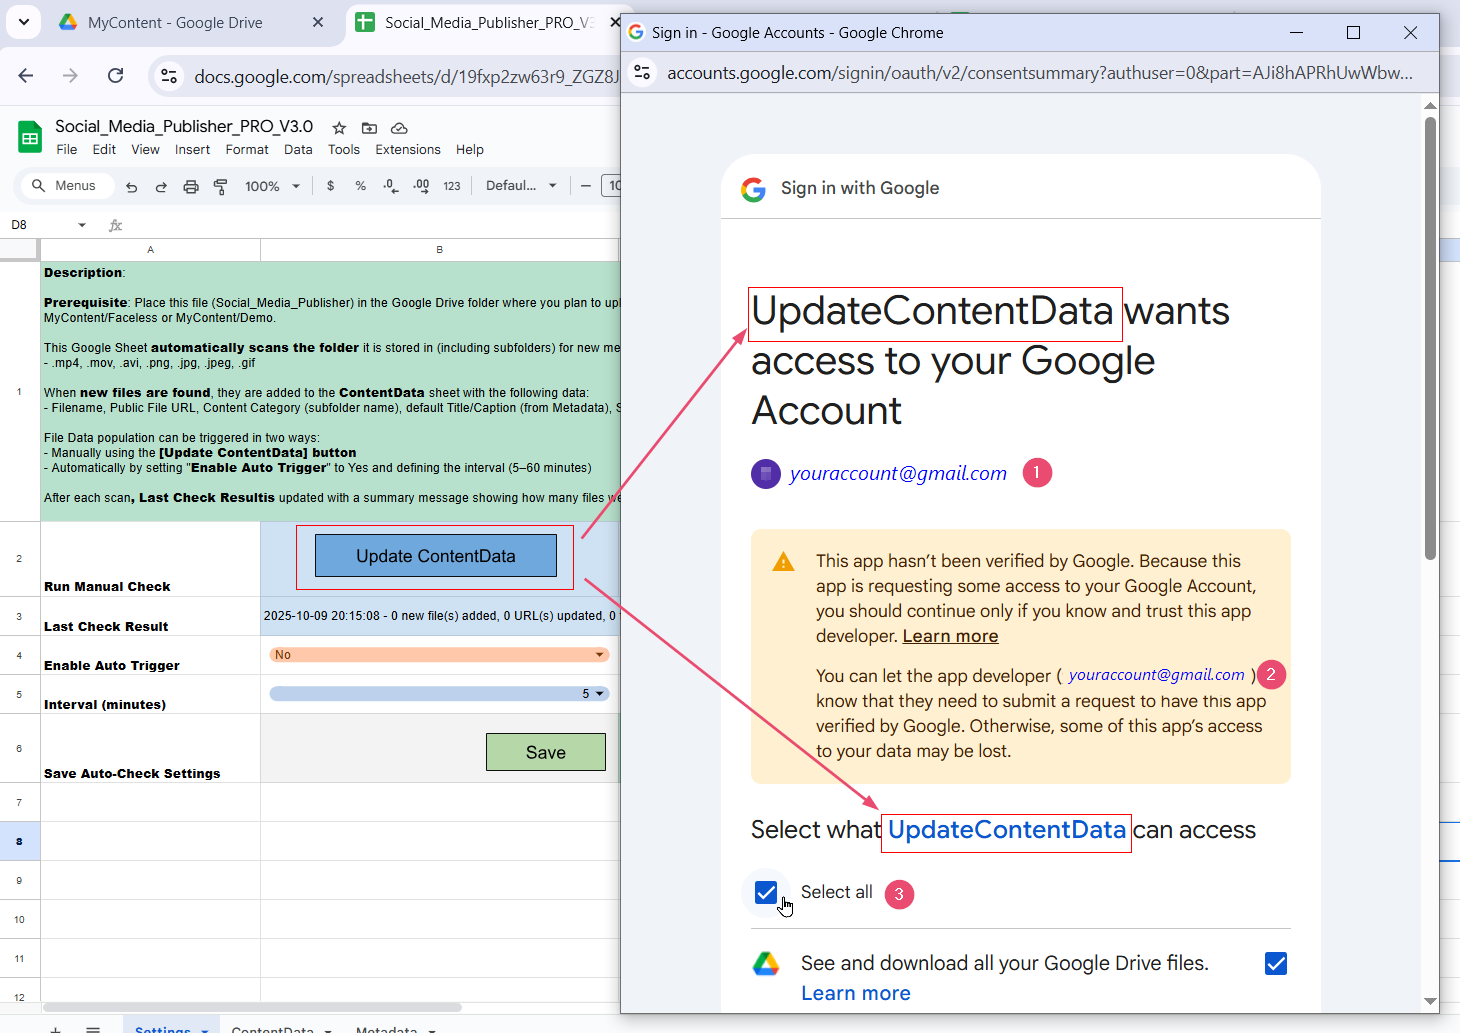 MyContent - Google Drive
Social_Media_Publisher_PRO_V3
docs.google.com/spreadsheets/d/19fxp2zw63r9_ZGZ8J
Social_Media_Publisher_PRO_V3.0
File Edit View Insert Format Data Tools Extensions Help
Menus 100% $ % .0 .00 123 Defaul... 10
D8 fx
A B
1
Description:
Prerequisite: Place this file (Social_Media_Publisher) in the Google Drive folder where you plan to upl
MyContent/Faceless or MyContent/Demo.
This Google Sheet automatically scans the folder it is stored in (including subfolders) for new me
- .mp4, .mov, .avi, .png, .jpg, .jpeg, .gif
When new files are found, they are added to the ContentData sheet with the following data:
- Filename, Public File URL, Content Category (subfolder name), default Title/Caption (from Metadata), S
File Data population can be triggered in two ways:
- Manually using the [Update ContentData] button
- Automatically by setting "Enable Auto Trigger" to Yes and defining the interval (5–60 minutes)
After each scan, Last Check Resultis updated with a summary message showing how many files we
2 Run Manual Check Update ContentData
3 Last Check Result 2025-10-09 20:15:08 - 0 new file(s) added, 0 URL(s) updated, 0
4 Enable Auto Trigger No
5 Interval (minutes) 5
6 Save Auto-Check Settings Save
7
8
9
10
11
12
Settings ContentData Metadata
Sign in - Google Accounts - Google Chrome
accounts.google.com/signin/oauth/v2/consentsummary?authuser=0&part=AJi8hAPRhUwWbw...
Sign in with Google
UpdateContentData wants
access to your Google
Account
youraccount@gmail.com 1
This app hasn't been verified by Google. Because this
app is requesting some access to your Google Account,
you should continue only if you know and trust this app
developer. Learn more
You can let the app developer ( youraccount@gmail.com ) 2
know that they need to submit a request to have this app
verified by Google. Otherwise, some of this app's access
to your data may be lost.
Select what UpdateContentData can access
Select all 3
See and download all your Google Drive files.
Learn more